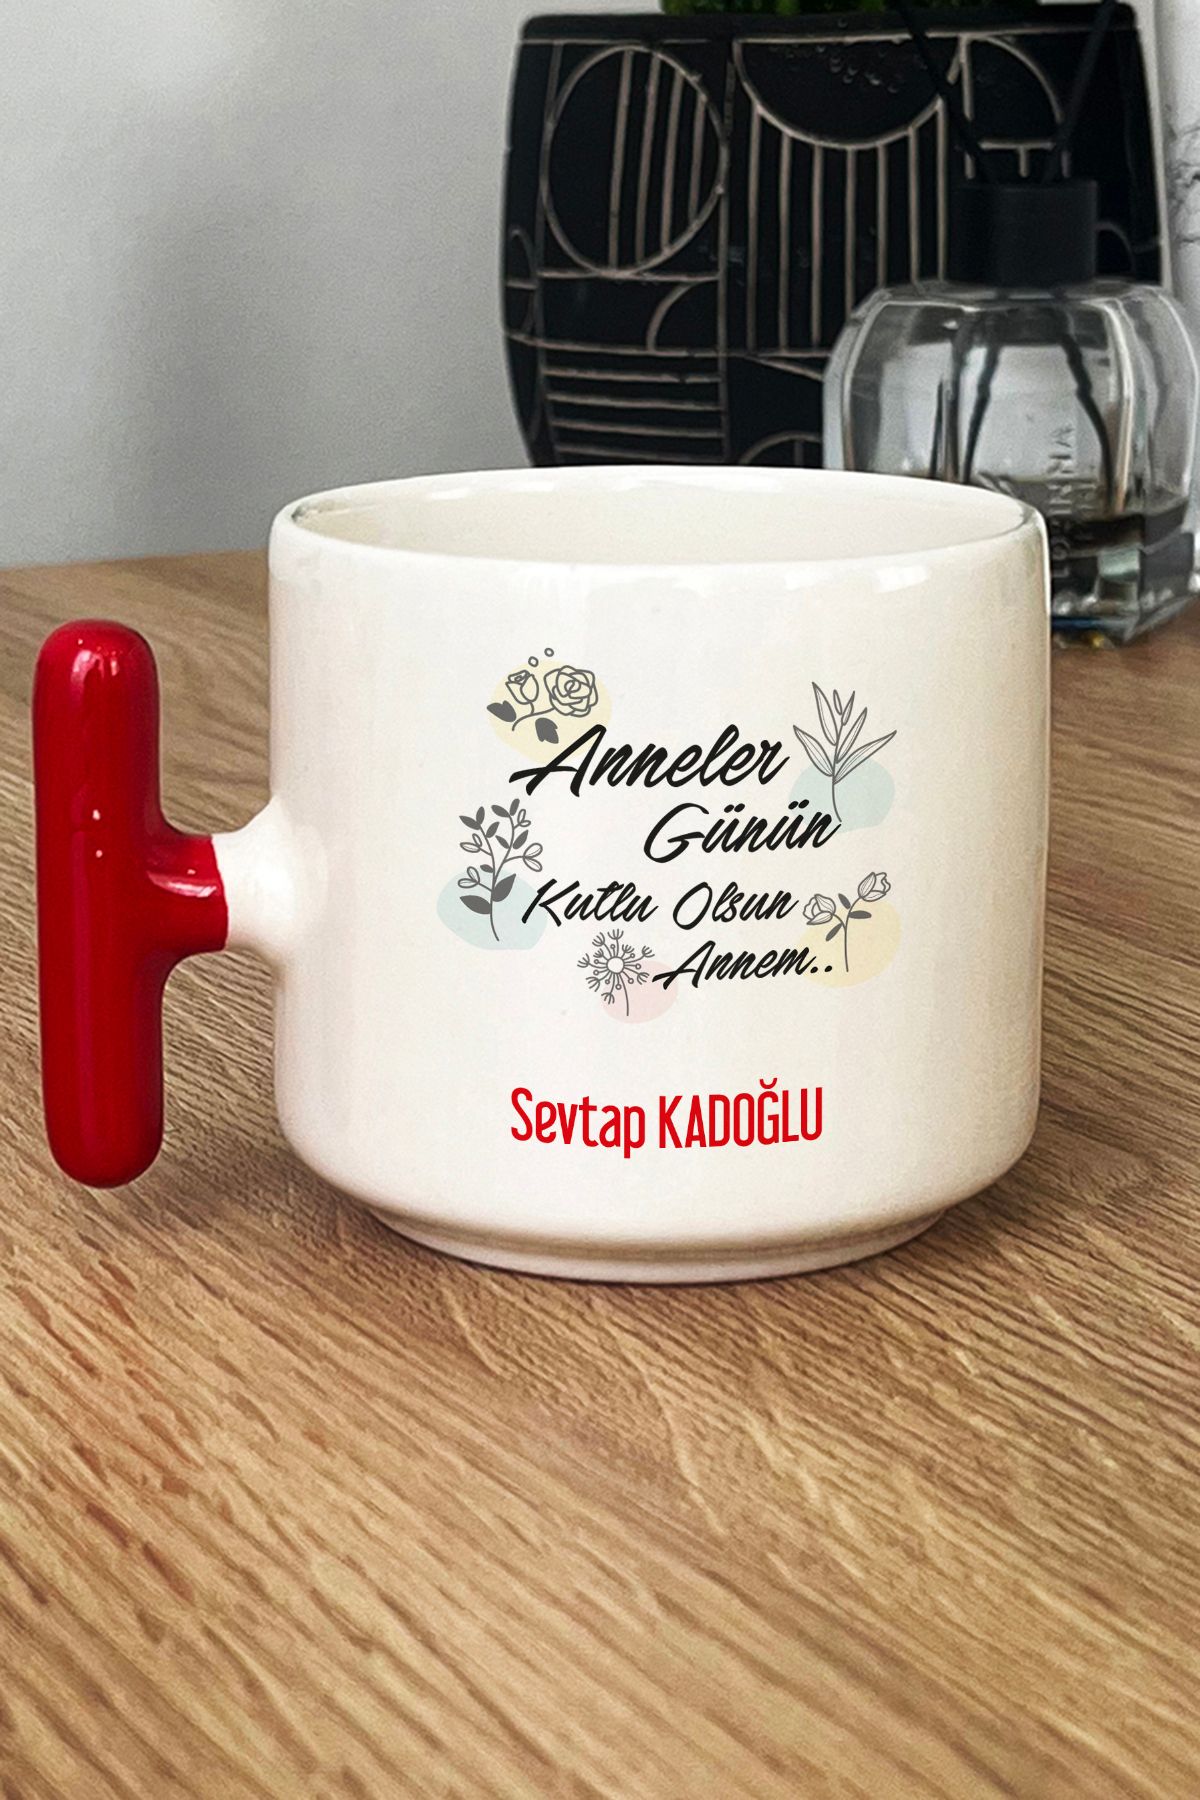 Anneler
Günün
Kutlu Olsun
Annem..
Sevtap KADOĞLU